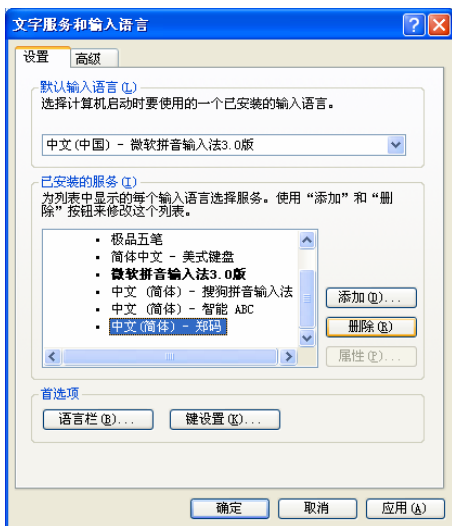 文字服务和输入语言
设置
高级
默认输入语言(L)
选择计算机启动时要使用的一个已安装的输入语言。
中文(中国) - 微软拼音输入法3.0版
已安装的服务(I)
为列表中显示的每个输入语言选择服务。使用“添加”和“删
除”按钮来修改这个列表。
极品五笔
简体中文 - 美式键盘
微软拼音输入法3.0版
中文 (简体) - 搜狗拼音输入法
中文 (简体) - 智能 ABC
中文(简体) - 郑码
添加(D)...
删除(R)
属性(P)...
首选项
语言栏(B)...
键设置(K)...
确定
取消
应用(A)